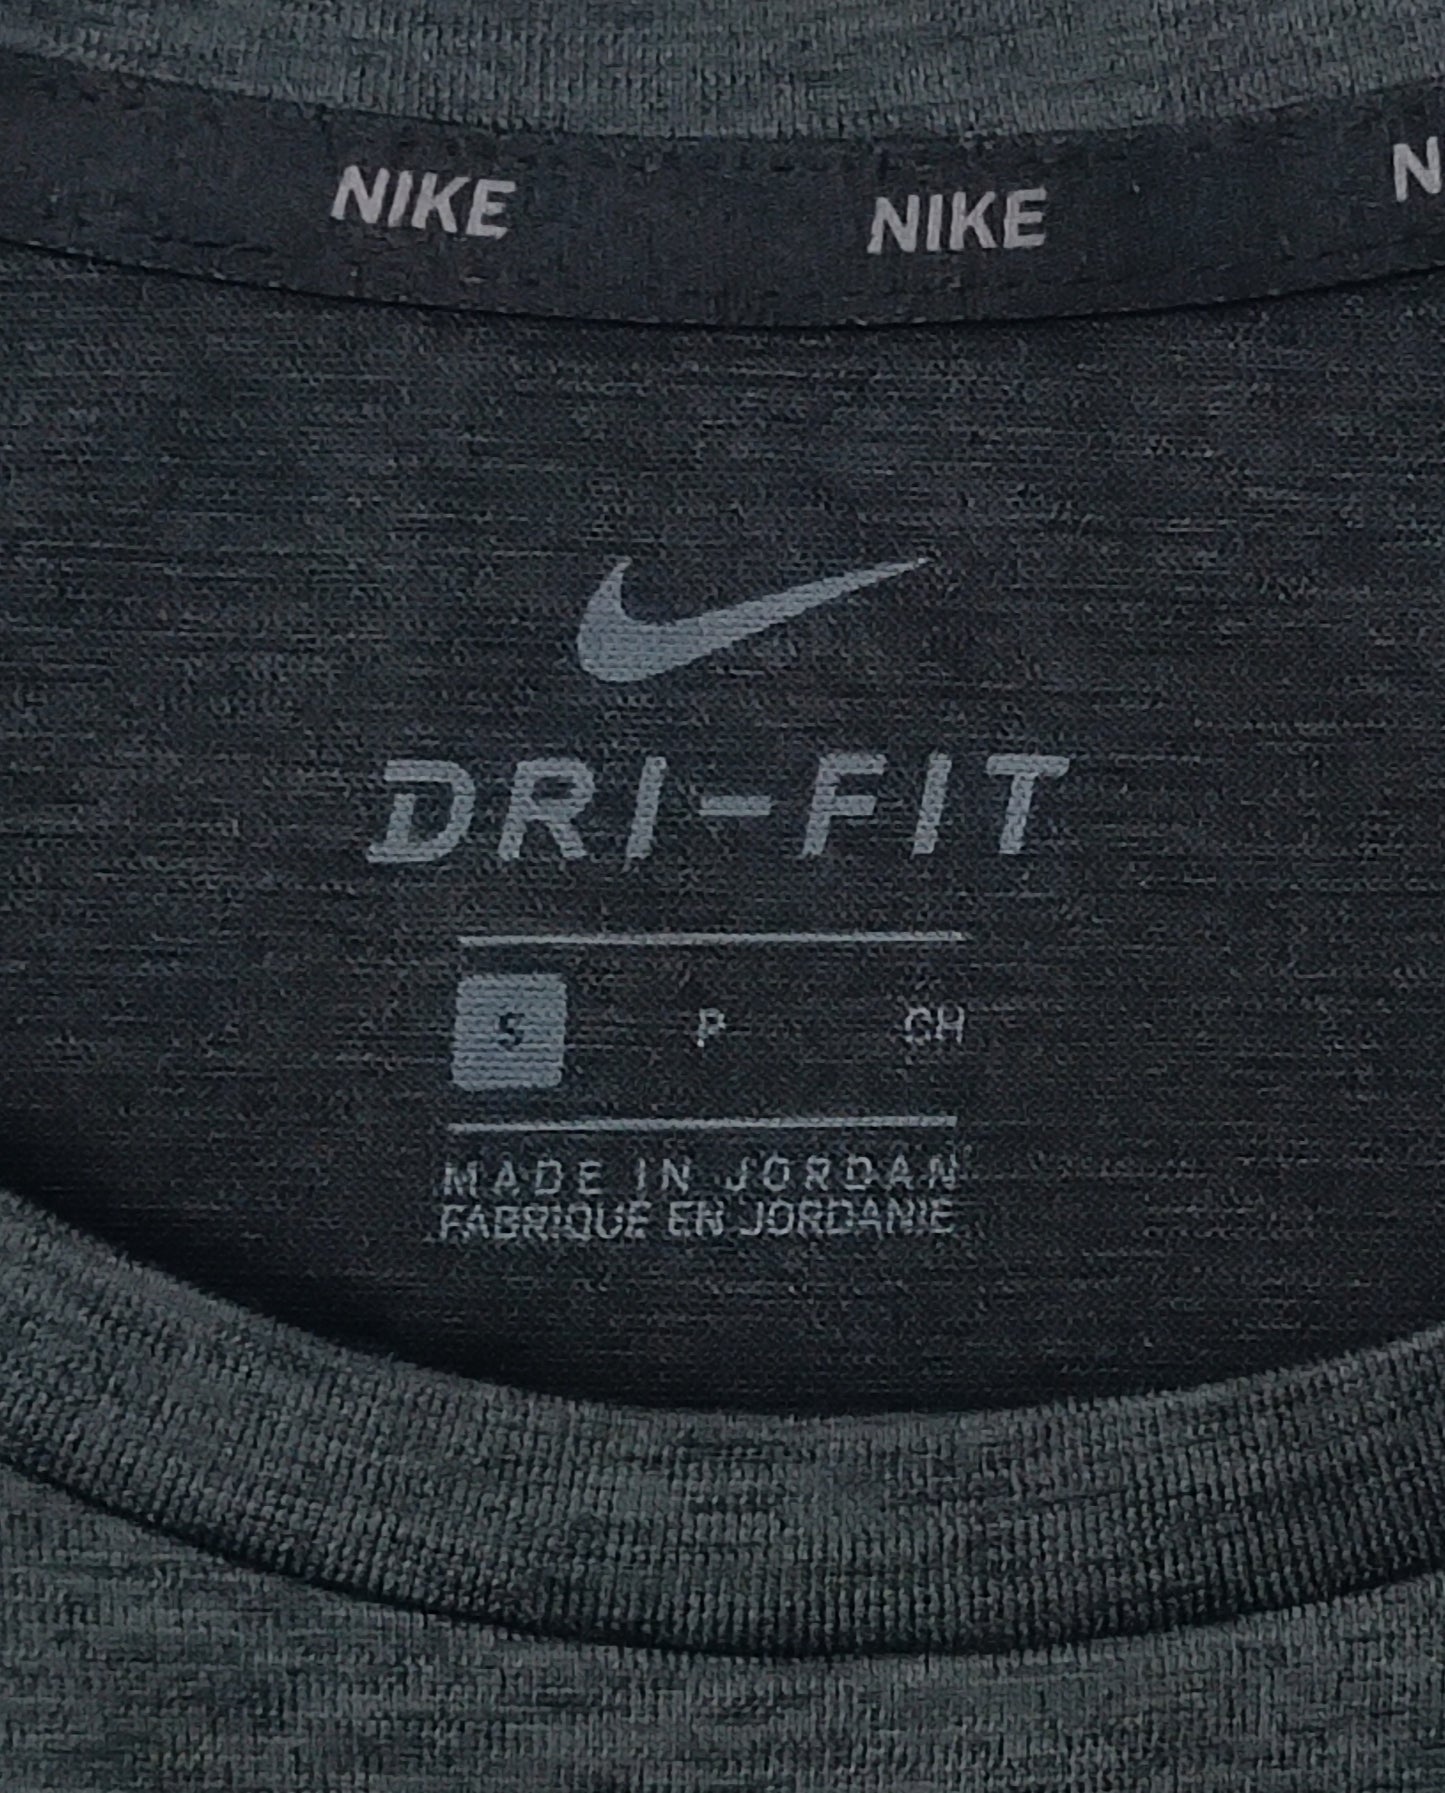 NIKE NIKE N
DRI-FIT
S P CH
MADE IN JORDAN
FABRIQUE EN JORDANIE